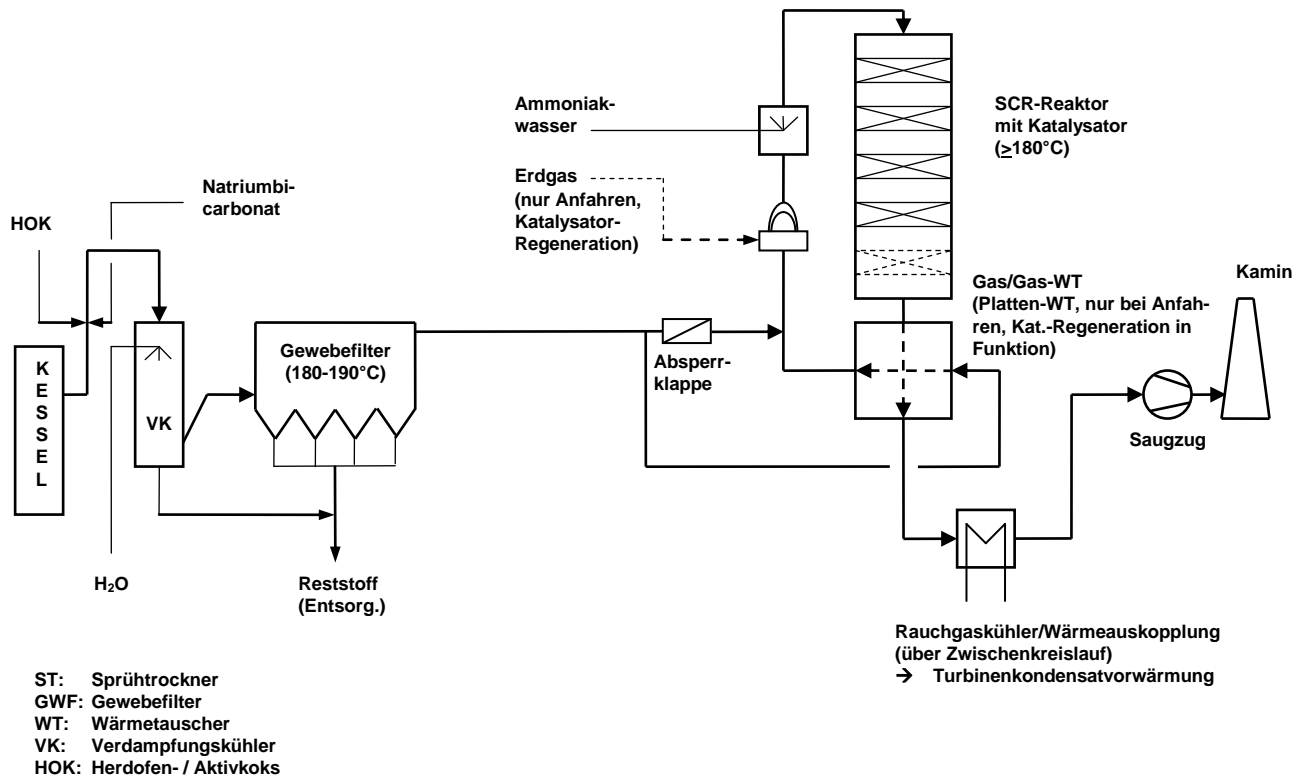 Ammoniak-
wasser
SCR-Reaktor
mit Katalysator
(≥180°C)
Natriumbi-
carbonat
Erdgas
(nur Anfahren,
Katalysator-
Regeneration)
HOK
Gas/Gas-WT
(Platten-WT, nur bei Anfah-
ren, Kat.-Regeneration in
Funktion)
Kamin
K
E
S
S
E
L
VK
Gewebefilter
(180-190°C)
Absperr-
klappe
Saugzug
H₂O
Reststoff
(Entsorg.)
Rauchgaskühler/Wärmeauskopplung
(über Zwischenkreislauf)
→ Turbinenkondensatvorwärmung
ST: Sprühtrockner
GWF: Gewebefilter
WT: Wärmetauscher
VK: Verdampfungskühler
HOK: Herdofen- / Aktivkoks